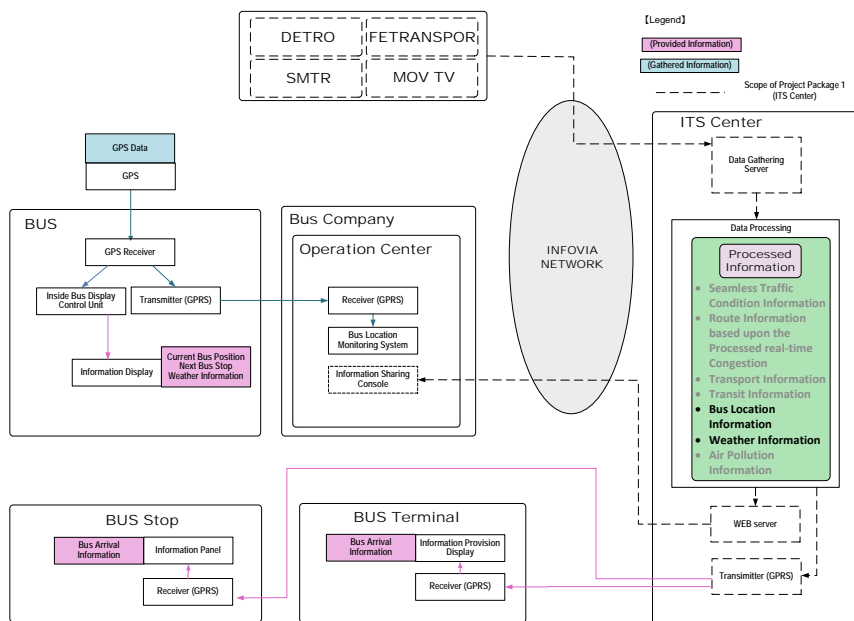 DETRO
FETRANSPOR
SMTR
MOV TV
【Legend】
(Provided Information)
(Gathered Information)
Scope of Project Package 1
(ITS Center)
ITS Center
Data Gathering
Server
Data Processing
Processed
Information
• Seamless Traffic
Condition Information
• Route Information
based upon the
Processed real-time
Congestion
• Transport Information
• Transit Information
• Bus Location
Information
• Weather Information
• Air Pollution
Information
WEB server
Transimitter (GPRS)
INFOVIA
NETWORK
GPS Data
GPS
BUS
GPS Receiver
Inside Bus Display
Control Unit
Transmitter (GPRS)
Information Display
Current Bus Position
Next Bus Stop
Weather Information
Bus Company
Operation Center
Receiver (GPRS)
Bus Location
Monitoring System
Information Sharing
Console
BUS Stop
Bus Arrival
Information
Information Panel
Receiver (GPRS)
BUS Terminal
Bus Arrival
Information
Information Provision
Display
Receiver (GPRS)